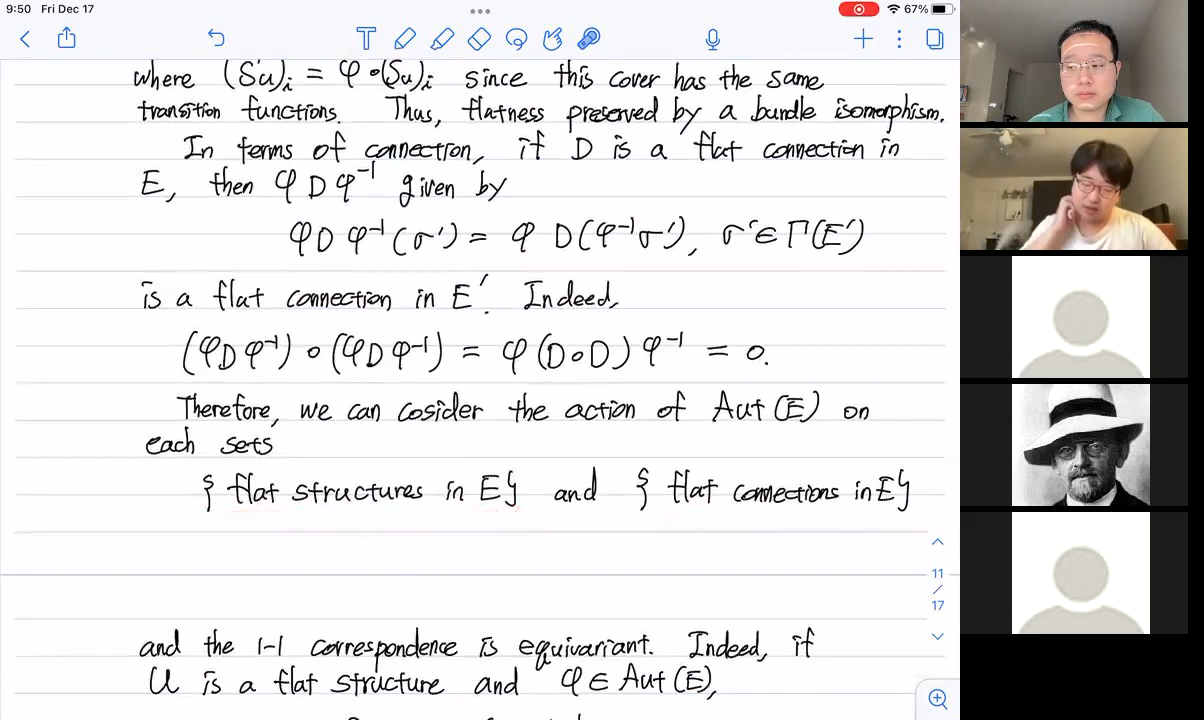 9:50 Fri Dec 17
67%
where (S'u)ᵢ = φ∘(Su)ᵢ since this cover has the same
transition functions. Thus, flatness preserved by a bundle isomorphism.
In terms of connection, if D is a flat connection in
E, then φ D φ⁻¹ given by
φ D φ⁻¹(σ') = φ D(φ⁻¹σ'), σ' ∈ Γ(E')
is a flat connection in E'. Indeed,
(φ D φ⁻¹) ∘ (φ D φ⁻¹) = φ (D∘D) φ⁻¹ = 0.
Therefore, we can cosider the action of Aut(E) on
each sets
{ flat structures in E} and { flat connections in E}
11
/
17
and the 1-1 correspondence is equivariant. Indeed, if
U is a flat structure and φ ∈ Aut(E),